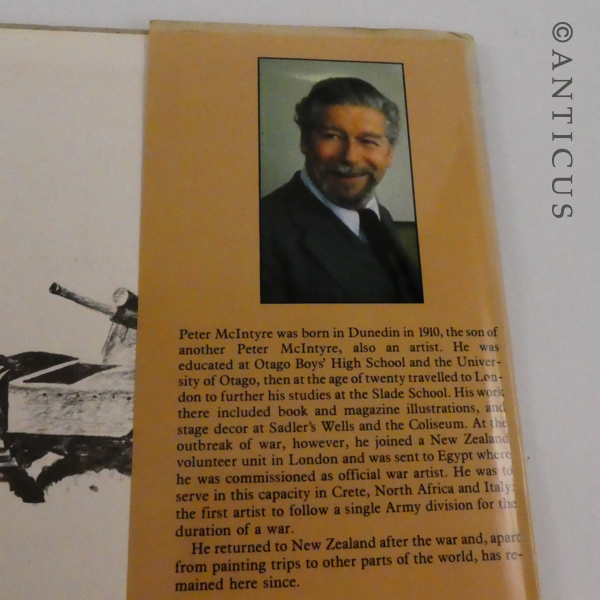 Peter McIntyre was born in Dunedin in 1910, the son of
another Peter McIntyre, also an artist. He was
educated at Otago Boys' High School and the Univer-
sity of Otago, then at the age of twenty travelled to Lon-
don to further his studies at the Slade School. His work
there included book and magazine illustrations, and
stage decor at Sadler's Wells and the Coliseum. At the
outbreak of war, however, he joined a New Zealand
volunteer unit in London and was sent to Egypt where
he was commissioned as official war artist. He was to
serve in this capacity in Crete, North Africa and Italy;
the first artist to follow a single Army division for the
duration of a war.
He returned to New Zealand after the war and, apart
from painting trips to other parts of the world, has re-
mained here since.
©ANTICUS